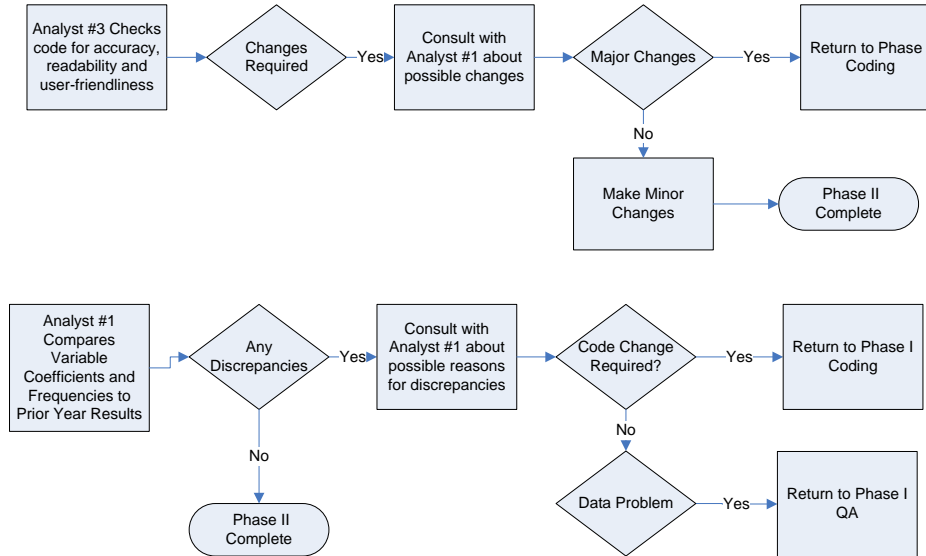 Analyst #3 Checks
code for accuracy,
readability and
user-friendliness
Changes
Required
Yes
Consult with
Analyst #1 about
possible changes
Major Changes
Yes
Return to Phase
Coding
No
Make Minor
Changes
Phase II
Complete
Analyst #1
Compares
Variable
Coefficients and
Frequencies to
Prior Year Results
Any
Discrepancies
Yes
Consult with
Analyst #1 about
possible reasons
for discrepancies
Code Change
Required?
Yes
Return to Phase I
Coding
No
No
Phase II
Complete
Data Problem
Yes
Return to Phase I
QA